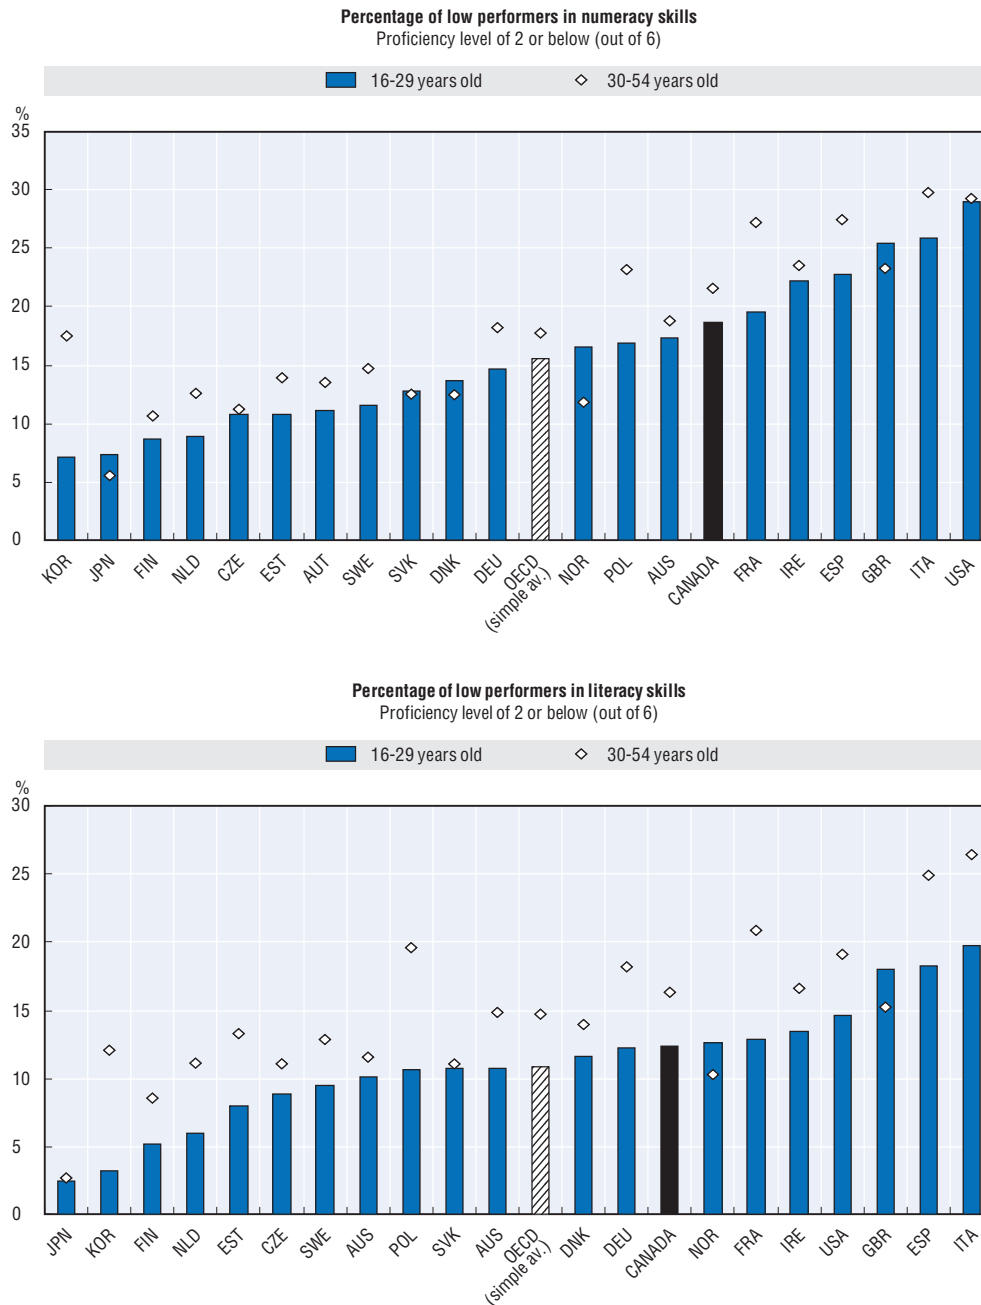 Percentage of low performers in numeracy skills
Proficiency level of 2 or below (out of 6)
16-29 years old 30-54 years old
%
35
30
25
20
15
10
5
0
KOR JPN FIN NLD CZE EST AUT SWE SVK DNK DEU OECD (simple av.) NOR POL AUS CANADA FRA IRE ESP GBR ITA USA
Percentage of low performers in literacy skills
Proficiency level of 2 or below (out of 6)
16-29 years old 30-54 years old
%
30
25
20
15
10
5
0
JPN KOR FIN NLD EST CZE SWE AUS POL SVK AUS OECD (simple av.) DNK DEU CANADA NOR FRA IRE USA GBR ESP ITA